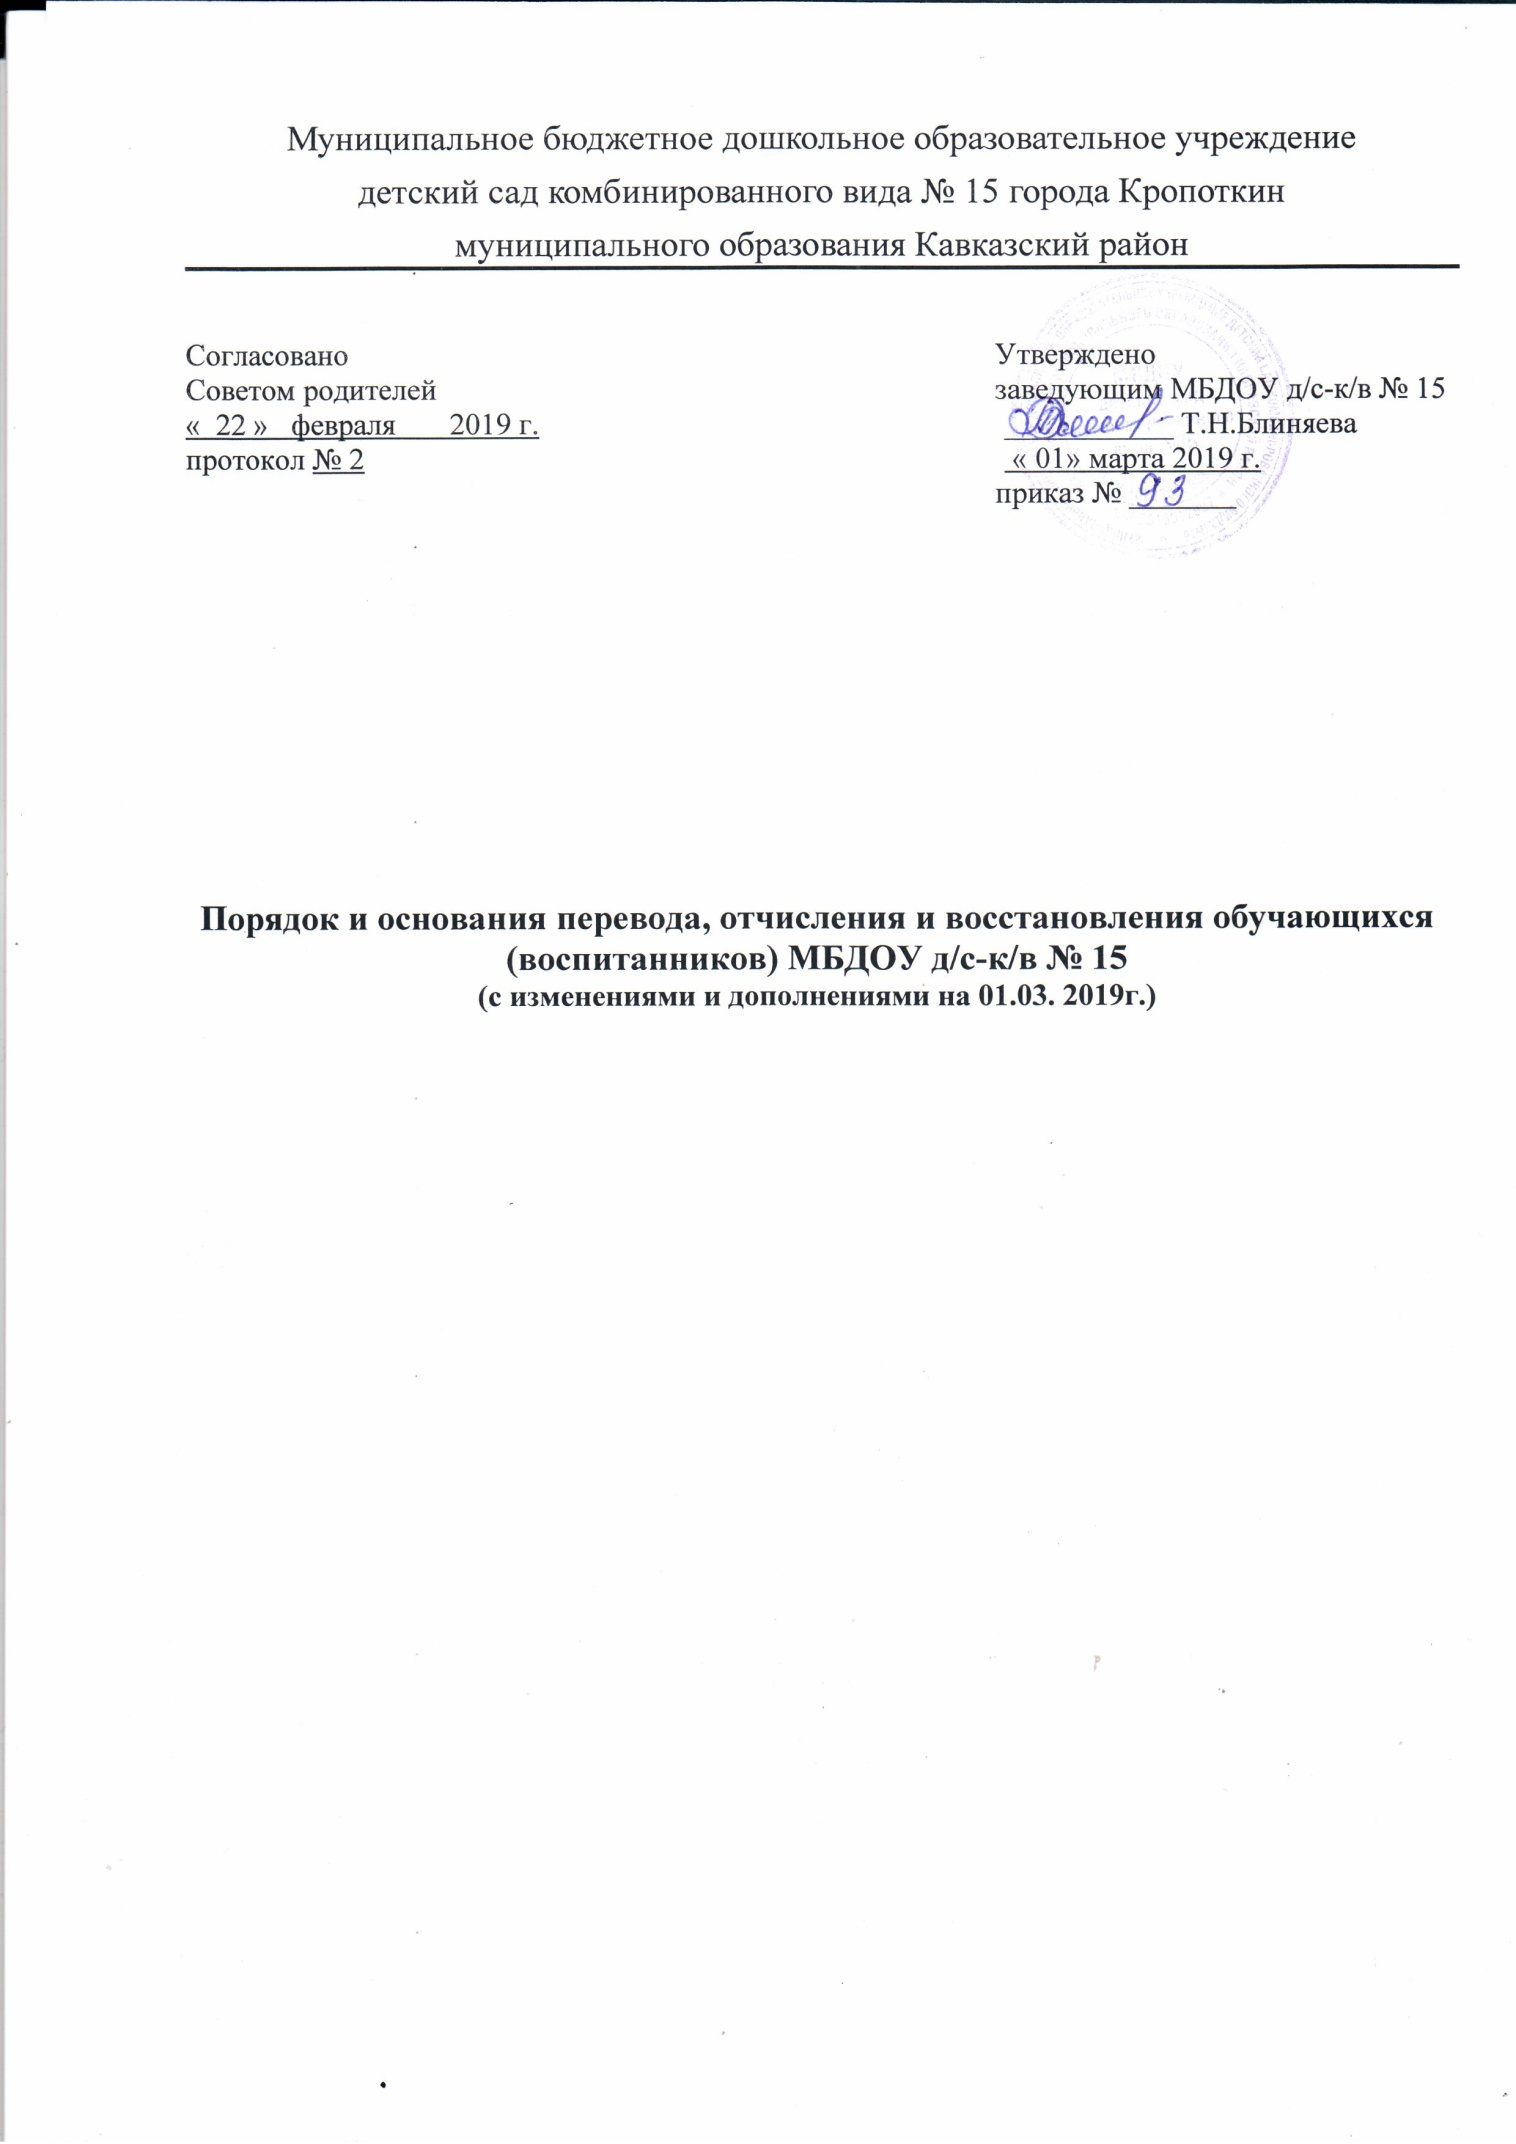 Муниципальное бюджетное дошкольное образовательное учреждение
детский сад комбинированного вида № 15 города Кропоткин
муниципального образования Кавказский район
Согласовано
Советом родителей
« 22 » февраля 2019 г.
протокол № 2
Утверждено
заведующим МБДОУ д/с-к/в № 15
Т.Н.Блиняева
« 01» марта 2019 г.
приказ № 93
Порядок и основания перевода, отчисления и восстановления обучающихся
(воспитанников) МБДОУ д/с-к/в № 15
(с изменениями и дополнениями на 01.03. 2019г.)